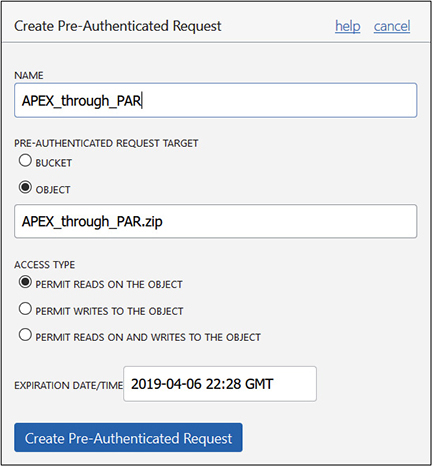 Create Pre-Authenticated Request help cancel
NAME
APEX_through_PAR
PRE-AUTHENTICATED REQUEST TARGET
BUCKET
OBJECT
APEX_through_PAR.zip
ACCESS TYPE
PERMIT READS ON THE OBJECT
PERMIT WRITES TO THE OBJECT
PERMIT READS ON AND WRITES TO THE OBJECT
EXPIRATION DATE/TIME 2019-04-06 22:28 GMT
Create Pre-Authenticated Request